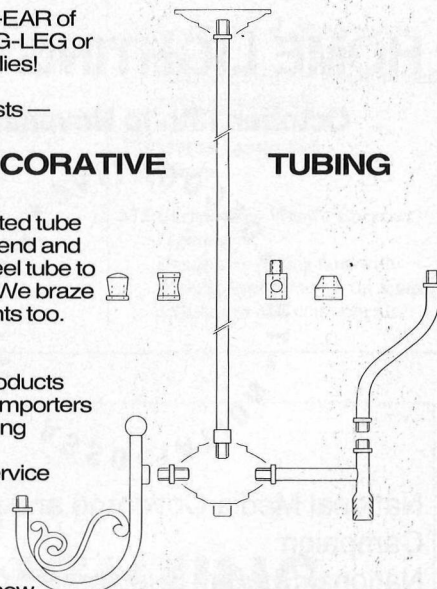 -EAR of
G-LEG or
lies!
sts —
CORATIVE TUBING
ted tube
end and
eel tube to
We braze
nts too.
oducts
mporters
ng
ervice